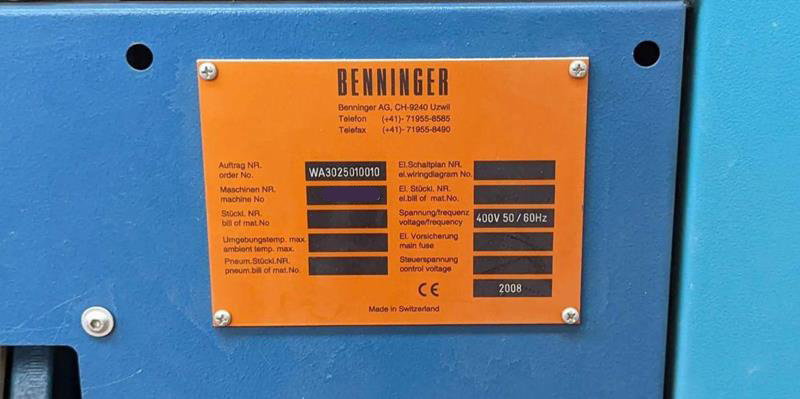 BENNINGER
Benninger AG, CH-9240 Uzwil
Telefon (+41)- 71955-8585
Telefax (+41)- 71955-8490
Auftrag NR.
order No.
WA3025010010
Maschinen NR.
machine No
Stückl. NR.
bill of mat.No
Umgebungstemp. max.
ambient temp. max.
Pneum.Stückl.NR.
pneum.bill of mat.No.
El.Schaltplan NR.
el.wiringdiagram No.
El. Stückl. NR.
el.bill of mat.No.
Spannung/frequenz
voltage/frequency
400V 50/60Hz
El. Vorsicherung
main fuse
Steuerspannung
control voltage
CE
2008
Made in Switzerland